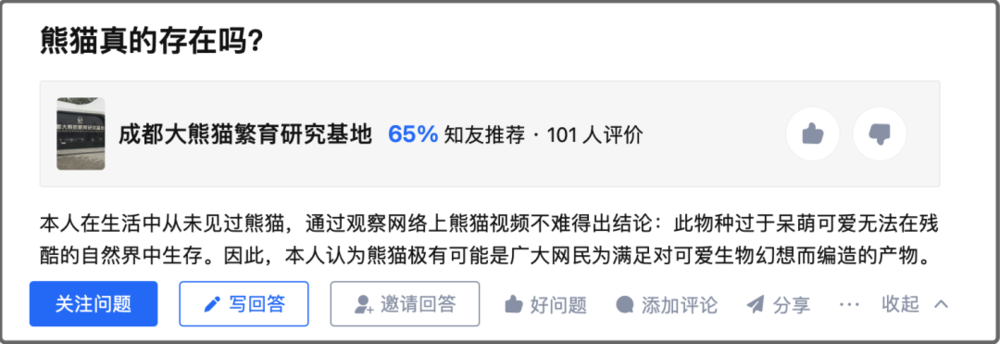 熊猫真的存在吗?
成都大熊猫繁育研究基地 65% 知友推荐 · 101 人评价
本人在生活中从未见过熊猫，通过观察网络上熊猫视频不难得出结论：此物种过于呆萌可爱无法在残
酷的自然界中生存。因此，本人认为熊猫极有可能是广大网民为满足对可爱生物幻想而编造的产物。
关注问题 写回答 邀请回答 好问题 添加评论 分享 ··· 收起